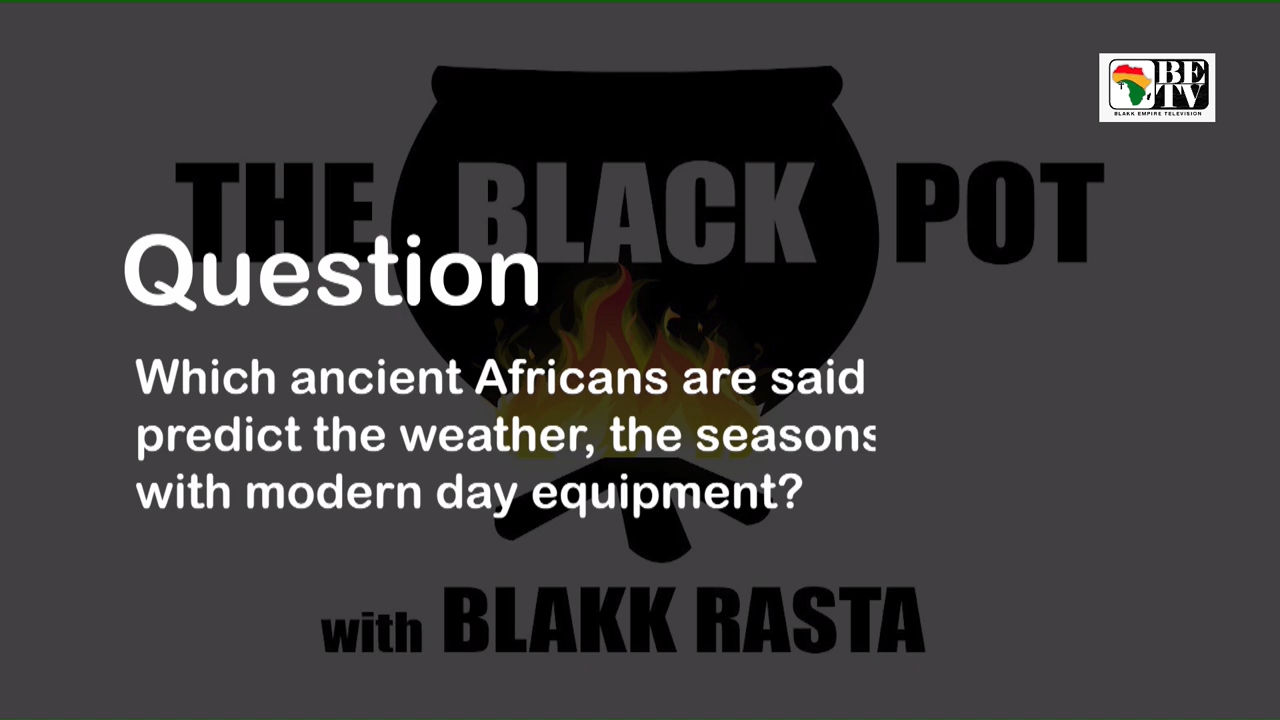 BE
TV
BLAKK EMPIRE TELEVISION
THE BLACK POT
Question
Which ancient Africans are said
predict the weather, the seasons
with modern day equipment?
with BLAKK RASTA